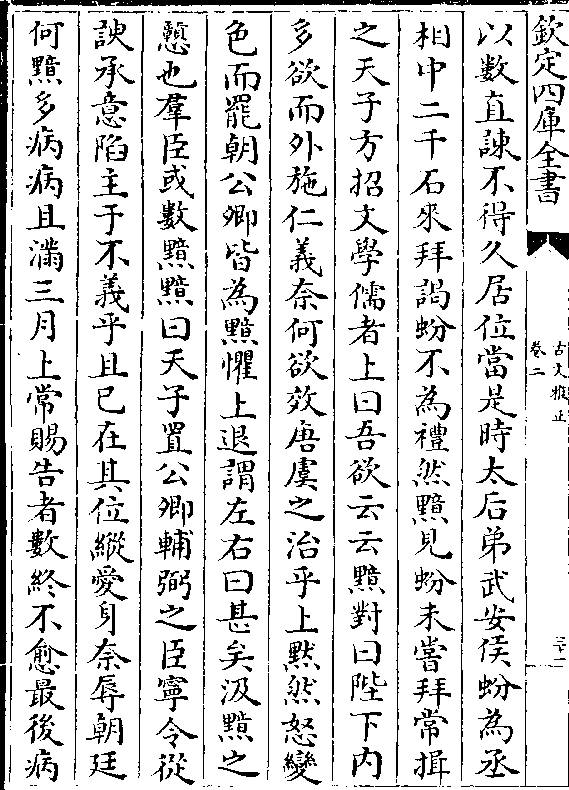 欽定四庫全書
古文雅正
卷二
以數直諫不得久居位當是時太后弟武安侯蚡為丞
相中二千石來拜謁蚡不為禮然黯見蚡未嘗拜常揖
之天子方招文學儒者上曰吾欲云云黯對曰陛下内
多欲而外施仁義奈何欲效唐虞之治乎上黙然怒變
色而罷朝公卿皆為黯懼上退謂左右曰甚矣汲黯之
戇也羣臣或數黯黯曰天子置公卿輔弼之臣寧令從
諛承意陷主于不義乎且已在其位縱愛身奈辱朝廷
何黯多病病且滿三月上常賜告者數終不愈最後病